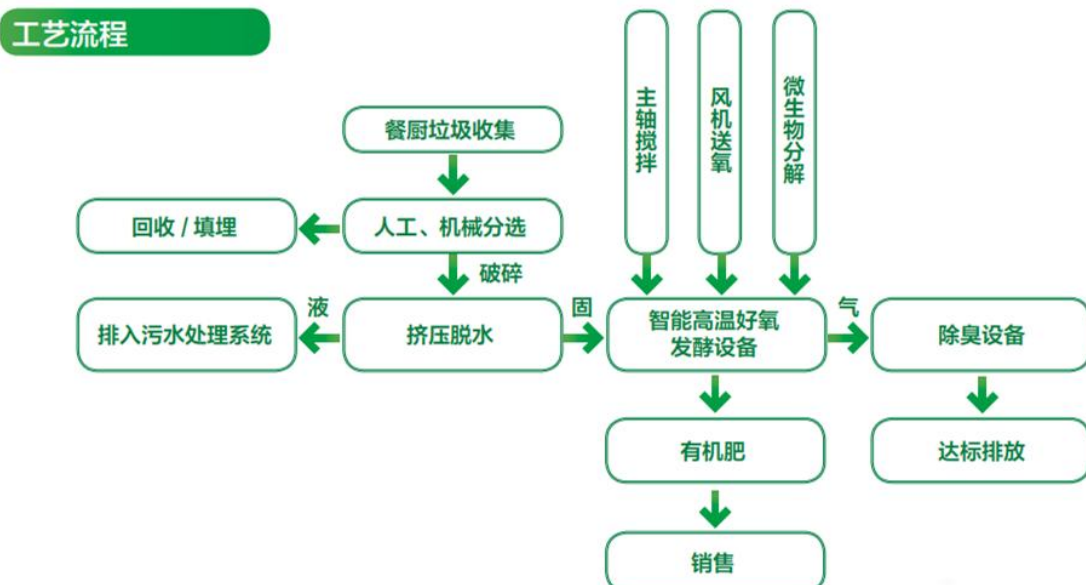 工艺流程
主轴搅拌
风机送氧
微生物分解
餐厨垃圾收集
回收 / 填埋
人工、机械分选
破碎
排入污水处理系统
液
挤压脱水
固
智能高温好氧
发酵设备
气
除臭设备
有机肥
达标排放
销售